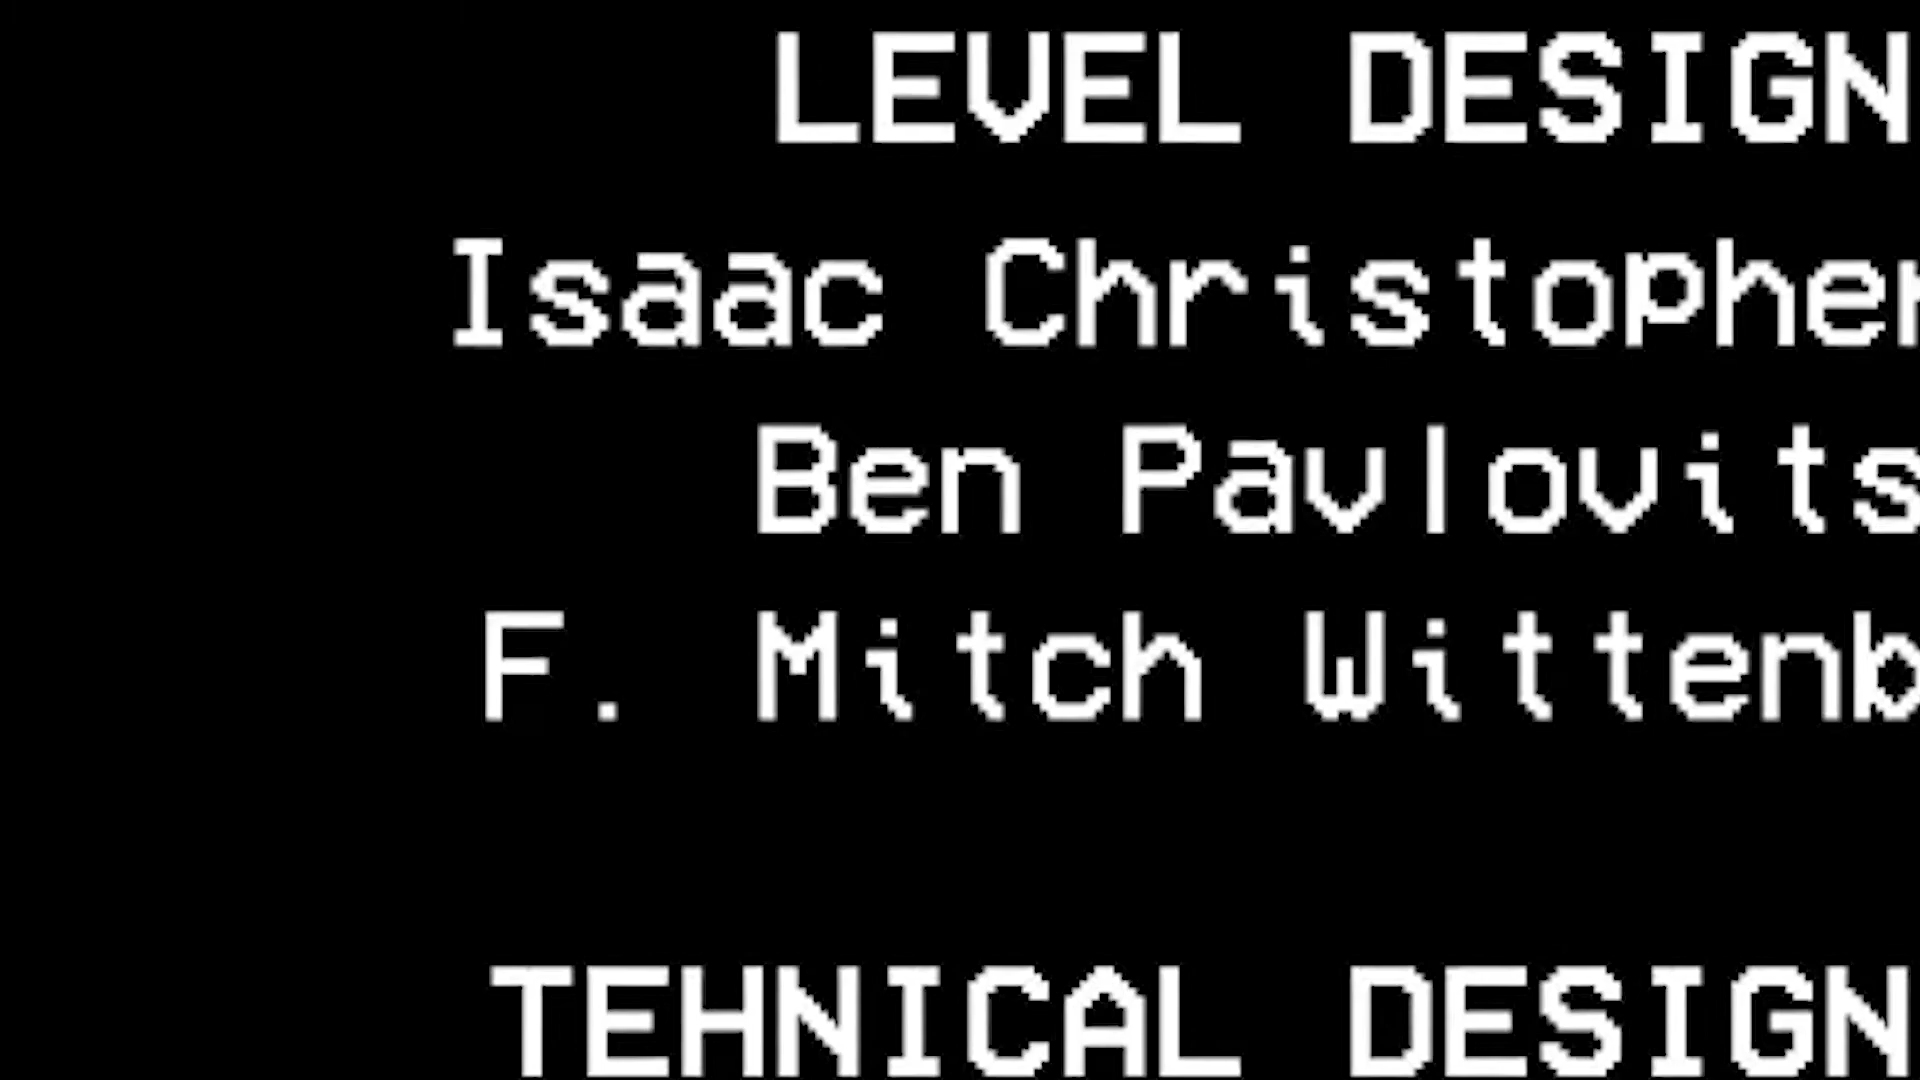 LEVEL DESIGN
Isaac Christopher
Ben Pavlovits
F. Mitch Wittenb
TEHNICAL DESIGN